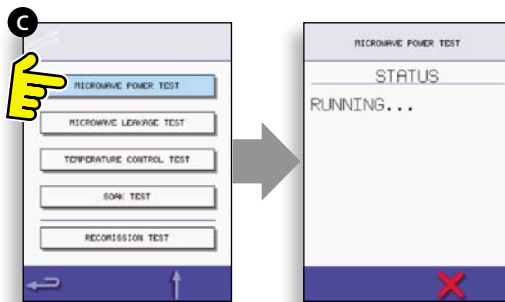 C
MICROWAVE POWER TEST
MICROWAVE LEAKAGE TEST
TEMPERATURE CONTROL TEST
SOAK TEST
RECOMISSION TEST
MICROWAVE POWER TEST
STATUS
RUNNING...